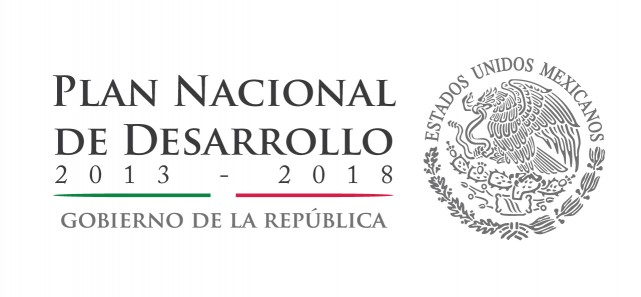 PLAN NACIONAL
DE DESARROLLO
2013 - 2018
GOBIERNO DE LA REPÚBLICA
ESTADOS UNIDOS MEXICANOS